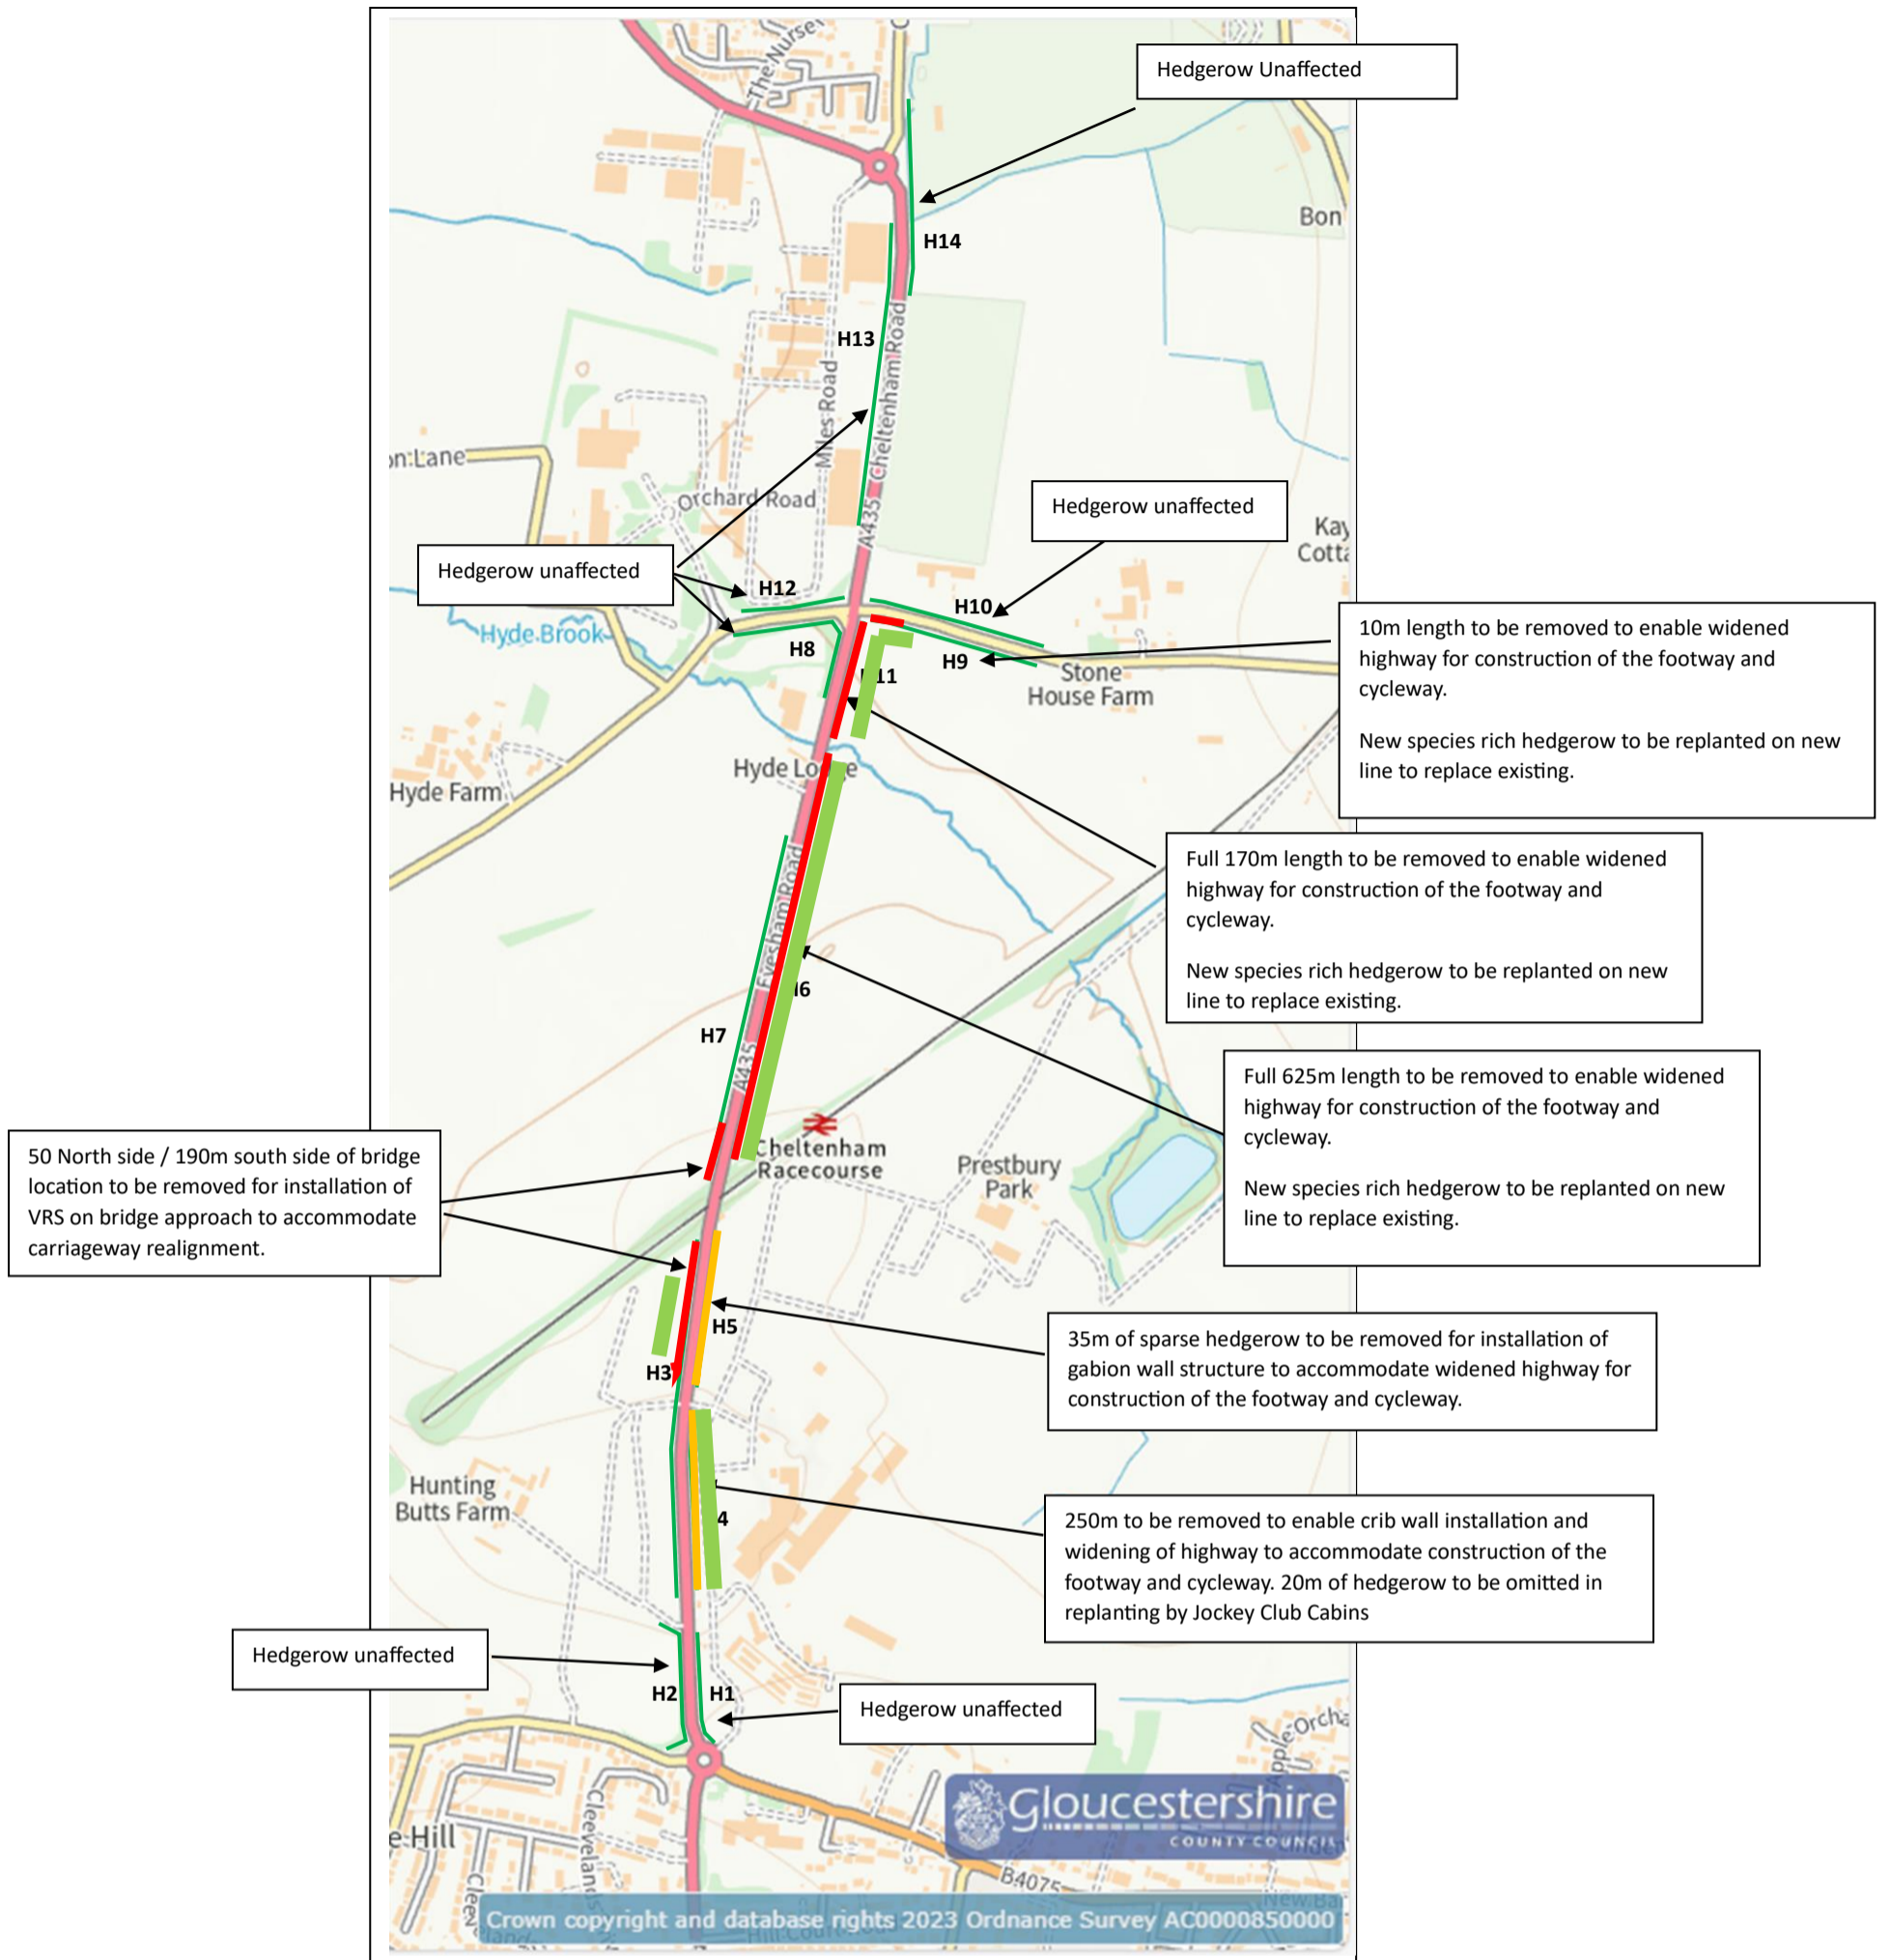 The Nurser
Hedgerow Unaffected
Bon
H14
H13
Miles Road
A435 Cheltenham Road
on Lane
Orchard Road
Hedgerow unaffected
Kay
Cotta
Hedgerow unaffected
H12
H10
Hyde Brook
H8
H9
11
Stone
House Farm
10m length to be removed to enable widened
highway for construction of the footway and
cycleway.
New species rich hedgerow to be replanted on new
line to replace existing.
Hyde Lodge
Hyde Farm
Full 170m length to be removed to enable widened
highway for construction of the footway and
cycleway.
New species rich hedgerow to be replanted on new
line to replace existing.
A435 Evesham Road
H6
H7
Full 625m length to be removed to enable widened
highway for construction of the footway and
cycleway.
New species rich hedgerow to be replanted on new
line to replace existing.
50 North side / 190m south side of bridge
location to be removed for installation of
VRS on bridge approach to accommodate
carriageway realignment.
Cheltenham
Racecourse
Prestbury
Park
H5
H3
35m of sparse hedgerow to be removed for installation of
gabion wall structure to accommodate widened highway for
construction of the footway and cycleway.
Hunting
Butts Farm
4
250m to be removed to enable crib wall installation and
widening of highway to accommodate construction of the
footway and cycleway. 20m of hedgerow to be omitted in
replanting by Jockey Club Cabins
Hedgerow unaffected
H2
H1
Hedgerow unaffected
Apple Orcha
Gloucestershire
COUNTY COUNCIL
e Hill
Cleevelan
B4075
Crown copyright and database rights 2023 Ordnance Survey AC0000850000